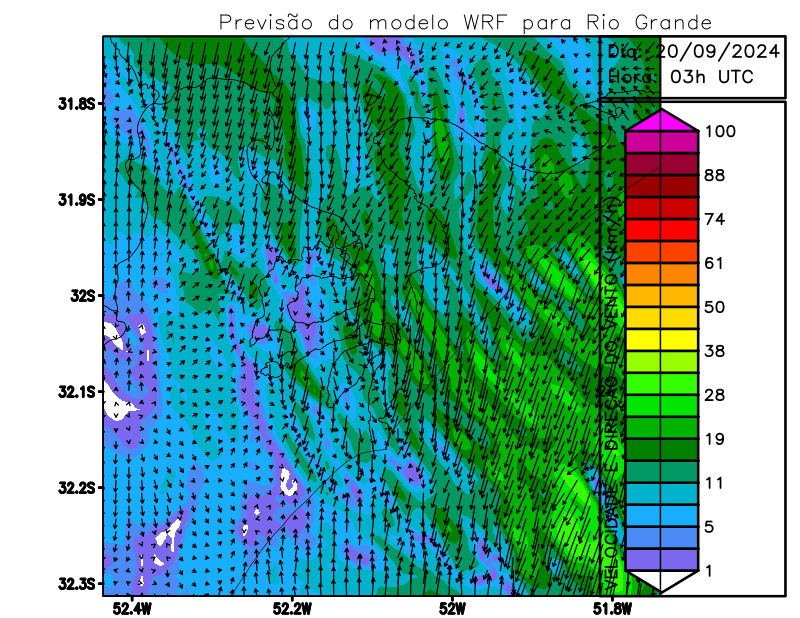 Previsão do modelo WRF para Rio Grande
Dia: 20/09/2024
Hora: 03h UTC
31.8S
31.9S
32S
32.1S
32.2S
32.3S
52.4W
52.2W
52W
51.8W
VELOCIDADE E DIREÇÃO DO VENTO (km/h)
100
88
74
61
50
38
28
19
11
5
1